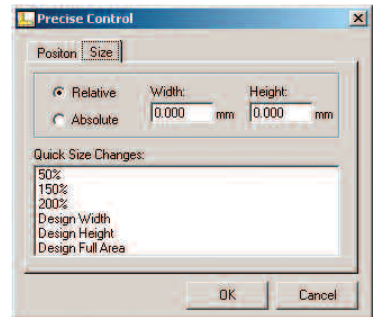 Precise Control
Positon Size
Relative Width: Height:
0.000 mm 0.000 mm
Absolute
Quick Size Changes:
50%
150%
200%
Design Width
Design Height
Design Full Area
OK Cancel